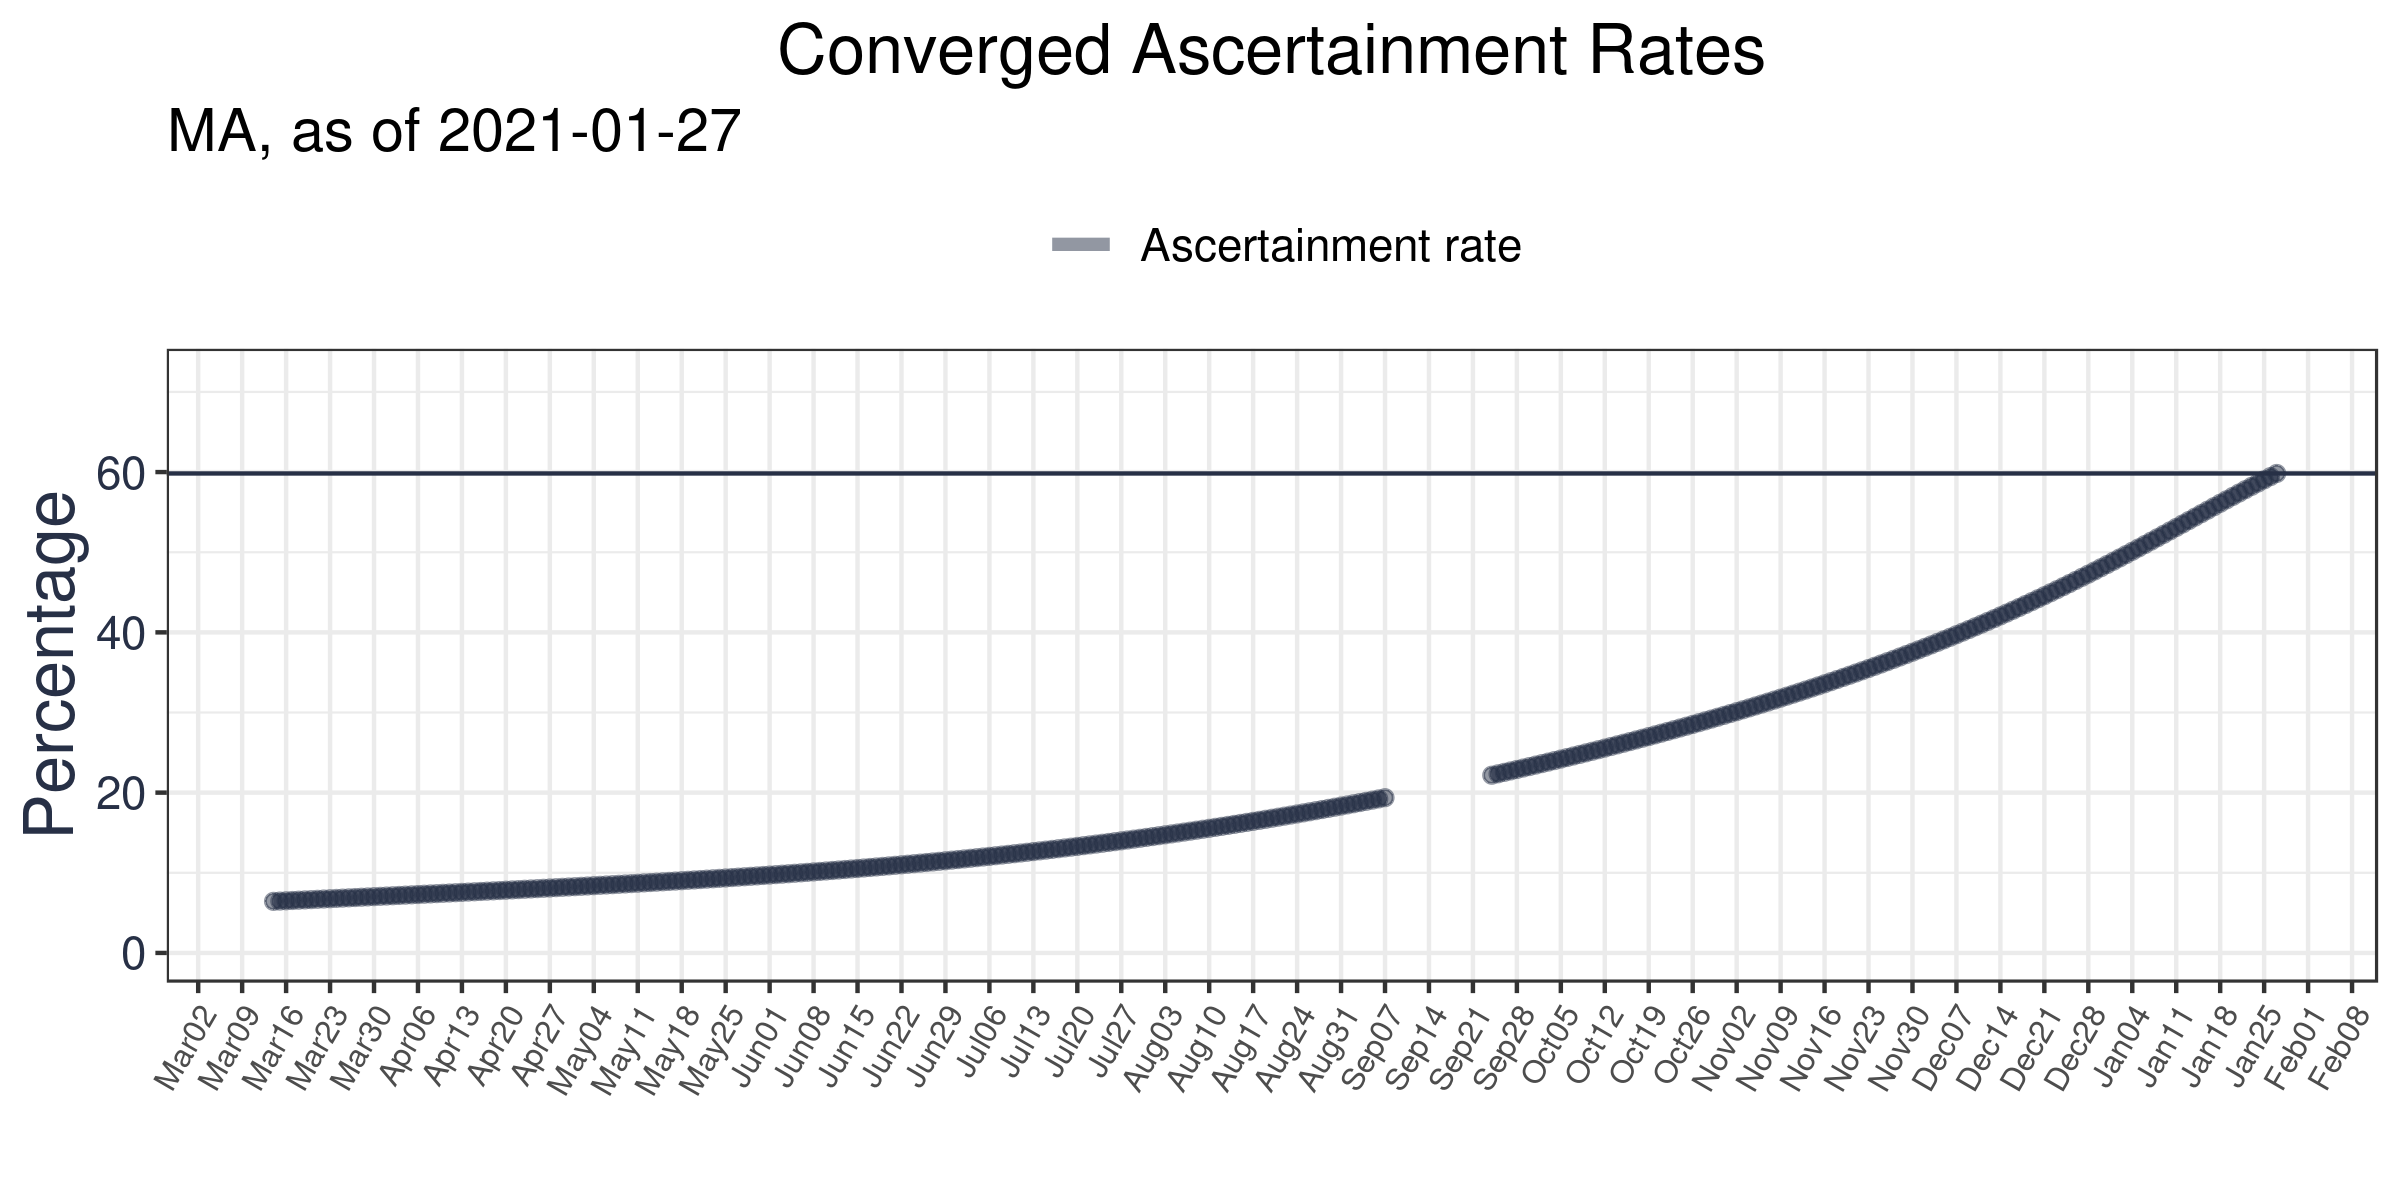 Converged Ascertainment Rates
MA, as of 2021-01-27
Ascertainment rate
Percentage
60
40
20
0
Mar02 Mar09 Mar16 Mar23 Mar30 Apr06 Apr13 Apr20 Apr27 May04 May11 May18 May25 Jun01 Jun08 Jun15 Jun22 Jun29 Jul06 Jul13 Jul20 Jul27 Aug03 Aug10 Aug17 Aug24 Aug31 Sep07 Sep14 Sep21 Sep28 Oct05 Oct12 Oct19 Oct26 Nov02 Nov09 Nov16 Nov23 Nov30 Dec07 Dec14 Dec21 Dec28 Jan04 Jan11 Jan18 Jan25 Feb01 Feb08